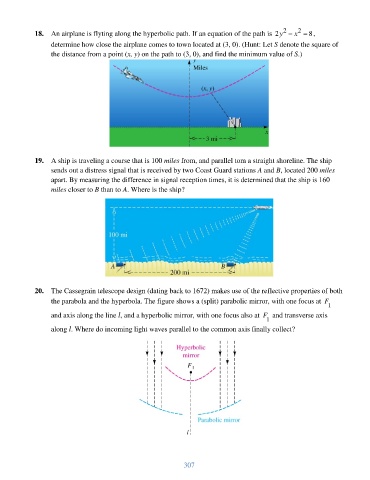 18. An airplane is flyting along the hyperbolic path. If an equation of the path is 2y² − x² = 8,
determine how close the airplane comes to town located at (3, 0). (Hunt: Let S denote the square of
the distance from a point (x, y) on the path to (3, 0), and find the minimum value of S.)
y
Miles
(x, y)
x
3 mi
19. A ship is traveling a course that is 100 miles from, and parallel tom a straight shoreline. The ship
sends out a distress signal that is received by two Coast Guard stations A and B, located 200 miles
apart. By measuring the difference in signal reception times, it is determined that the ship is 160
miles closer to B than to A. Where is the ship?
100 mi
A B
200 mi
20. The Cassegrain telescope design (dating back to 1672) makes use of the reflective properties of both
the parabola and the hyperbola. The figure shows a (split) parabolic mirror, with one focus at F₁
and axis along the line l, and a hyperbolic mirror, with one focus also at F₁ and transverse axis
along l. Where do incoming light waves parallel to the common axis finally collect?
Hyperbolic
mirror
F₁
Parabolic mirror
l
307